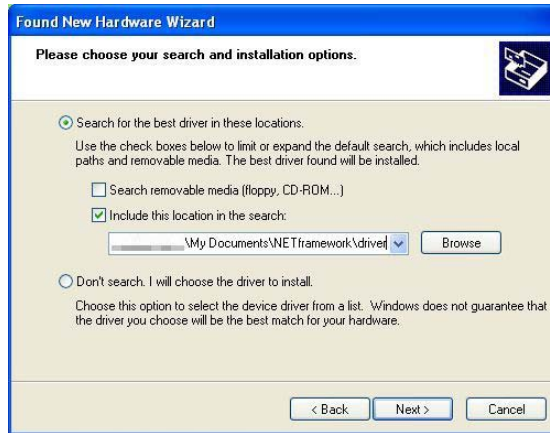 Found New Hardware Wizard
Please choose your search and installation options.
Search for the best driver in these locations.
Use the check boxes below to limit or expand the default search, which includes local
paths and removable media. The best driver found will be installed.
Search removable media (floppy, CD-ROM...)
Include this location in the search:
\My Documents\NETframework\driver
Browse
Don't search. I will choose the driver to install.
Choose this option to select the device driver from a list. Windows does not guarantee that
the driver you choose will be the best match for your hardware.
< Back
Next >
Cancel